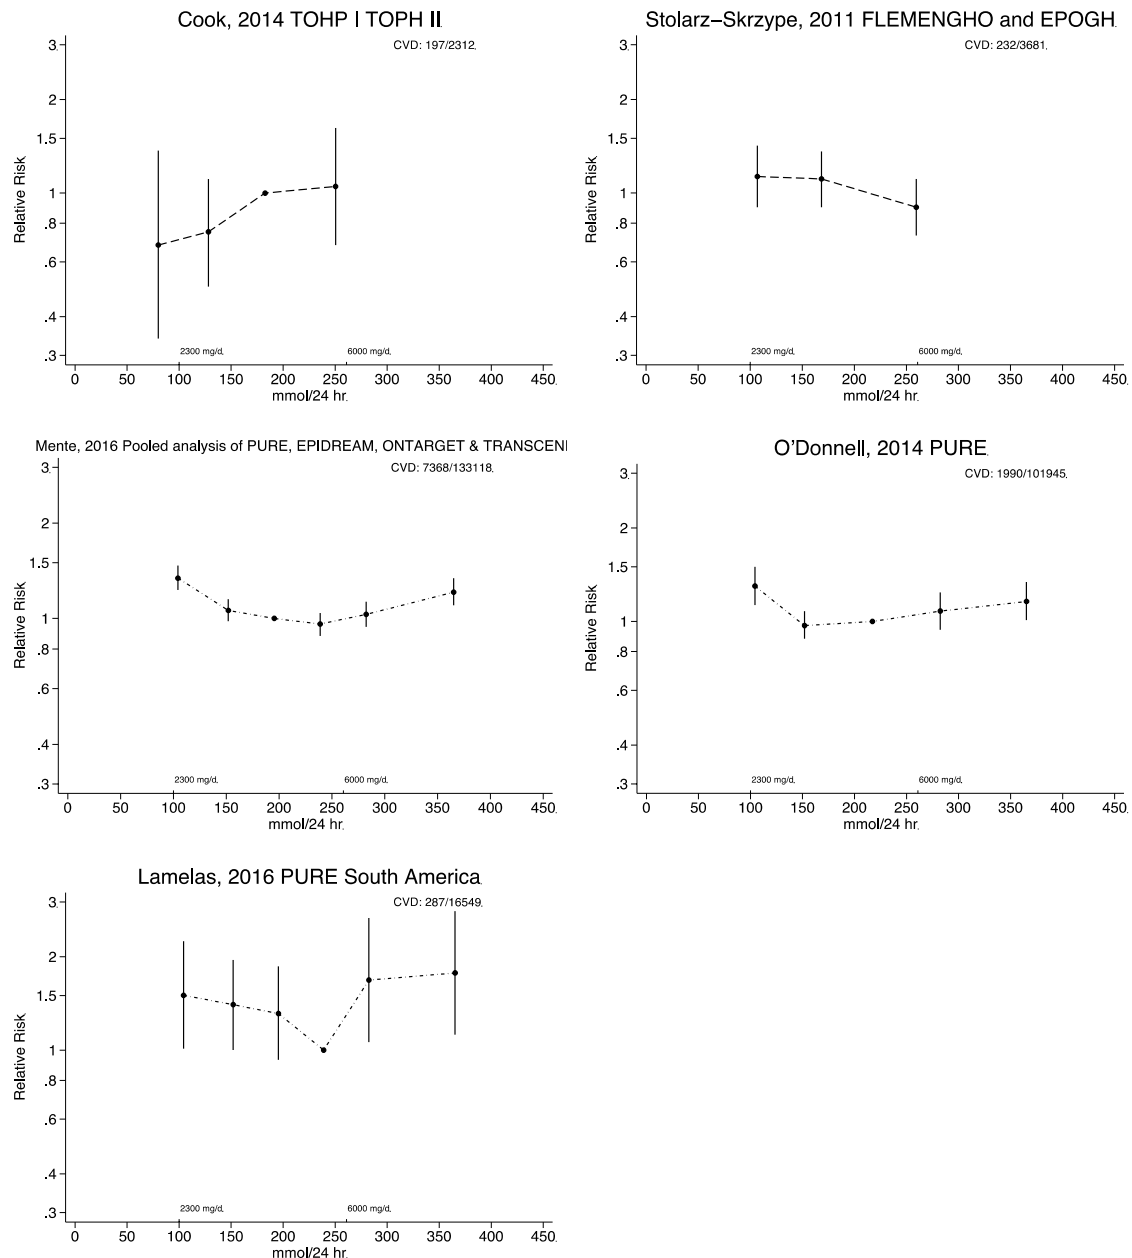 Cook, 2014 TOHP I TOPH II.
CVD: 197/2312.
3
2
1.5
1
.8
.6
.4
.3
Relative Risk
2300 mg/d.
6000 mg/d.
0 50 100 150 200 250 300 350 400 450
mmol/24 hr.
Stolarz–Skrzype, 2011 FLEMENGHO and EPOGH
CVD: 232/3681.
3
2
1.5
1
.8
.6
.4
.3
Relative Risk
2300 mg/d.
6000 mg/d.
0 50 100 150 200 250 300 350 400 450
mmol/24 hr.
Mente, 2016 Pooled analysis of PURE, EPIDREAM, ONTARGET & TRANSCEN
CVD: 7368/133118.
3
2
1.5
1
.8
.6
.4
.3
Relative Risk
2300 mg/d.
6000 mg/d.
0 50 100 150 200 250 300 350 400 450
mmol/24 hr.
O'Donnell, 2014 PURE.
CVD: 1990/101945.
3
2
1.5
1
.8
.6
.4
.3
Relative Risk
2300 mg/d.
6000 mg/d.
0 50 100 150 200 250 300 350 400 450
mmol/24 hr.
Lamelas, 2016 PURE South America.
CVD: 287/16549.
3
2
1.5
1
.8
.6
.4
.3
Relative Risk
2300 mg/d.
6000 mg/d.
0 50 100 150 200 250 300 350 400 450
mmol/24 hr.